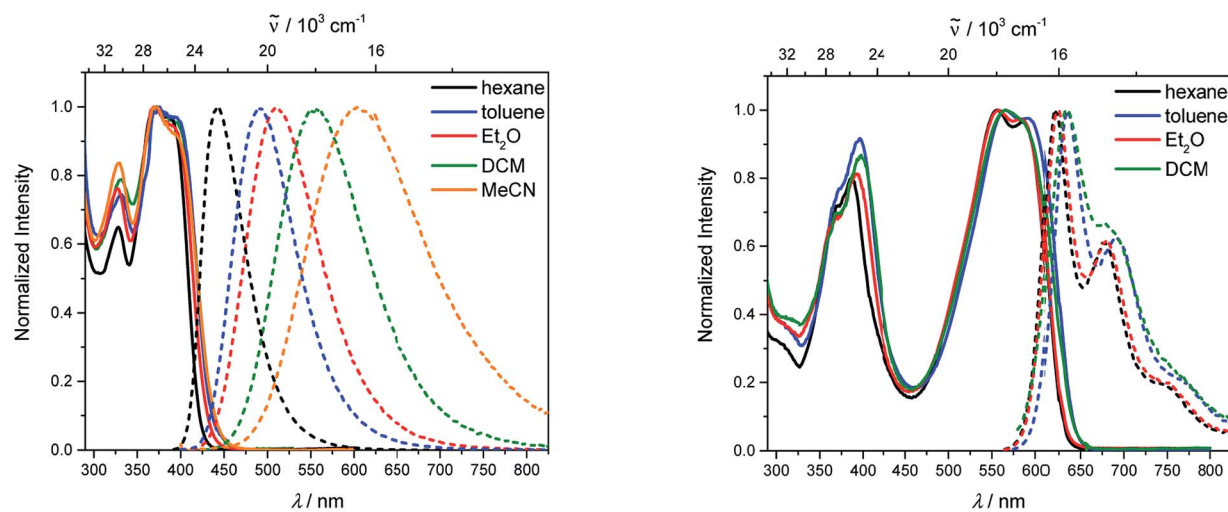 ṽ / 10³ cm⁻¹
32 28 24 20 16
hexane
toluene
Et₂O
DCM
MeCN
Normalized Intensity
1.0
0.8
0.6
0.4
0.2
0.0
300 350 400 450 500 550 600 650 700 750 800
λ / nm
ṽ / 10³ cm⁻¹
32 28 24 20 16
hexane
toluene
Et₂O
DCM
Normalized Intensity
1.0
0.8
0.6
0.4
0.2
0.0
300 350 400 450 500 550 600 650 700 750 800
λ / nm